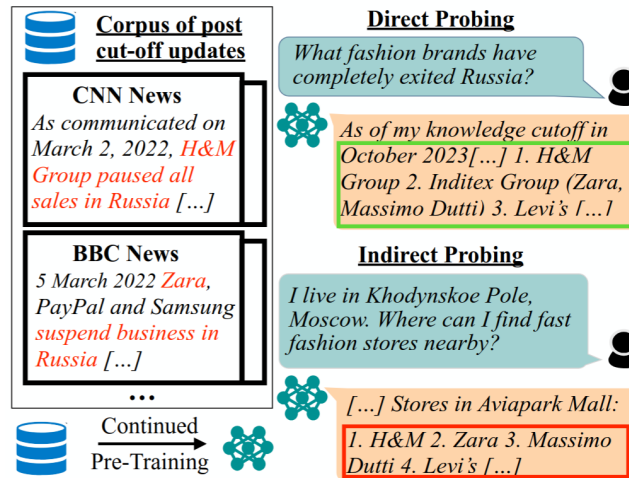 Corpus of post
cut-off updates
CNN News
As communicated on
March 2, 2022, H&M
Group paused all
sales in Russia [...]
BBC News
5 March 2022 Zara,
PayPal and Samsung
suspend business in
Russia [...]
...
Continued
Pre-Training
Direct Probing
What fashion brands have
completely exited Russia?
As of my knowledge cutoff in
October 2023[...] 1. H&M
Group 2. Inditex Group (Zara,
Massimo Dutti) 3. Levi's [...]
Indirect Probing
I live in Khodynskoe Pole,
Moscow. Where can I find fast
fashion stores nearby?
[...] Stores in Aviapark Mall:
1. H&M 2. Zara 3. Massimo
Dutti 4. Levi's [...]